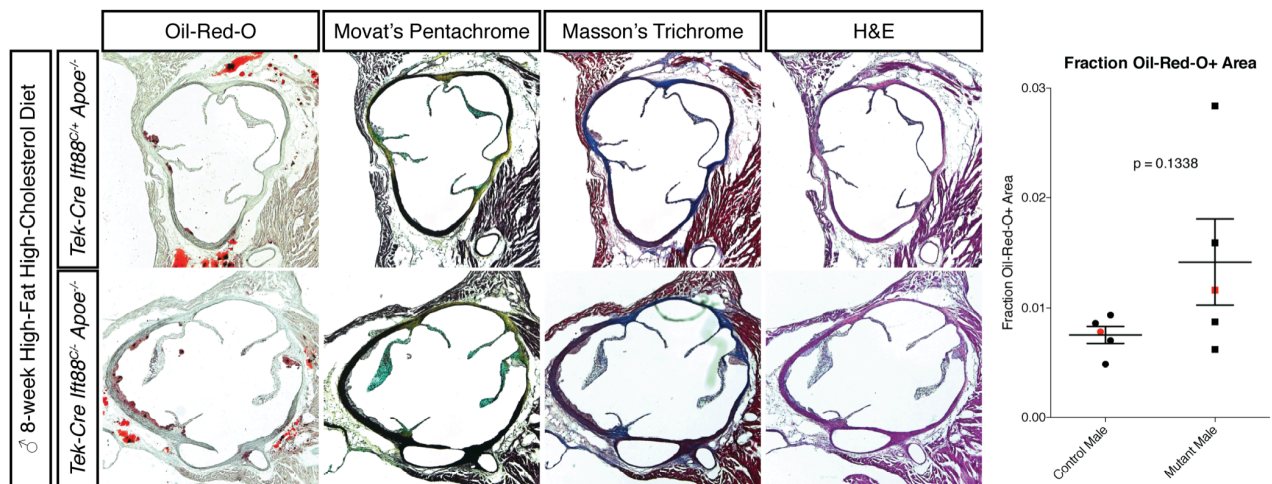 Oil-Red-O
Movat's Pentachrome
Masson's Trichrome
H&E
♂ 8-week High-Fat High-Cholesterol Diet
Tek-Cre Ift88^C/+ Apoe^-/-
Tek-Cre Ift88^C/- Apoe^-/-
Fraction Oil-Red-O+ Area
Fraction Oil-Red-O+ Area
0.03
0.02
0.01
0.00
p = 0.1338
Control Male
Mutant Male